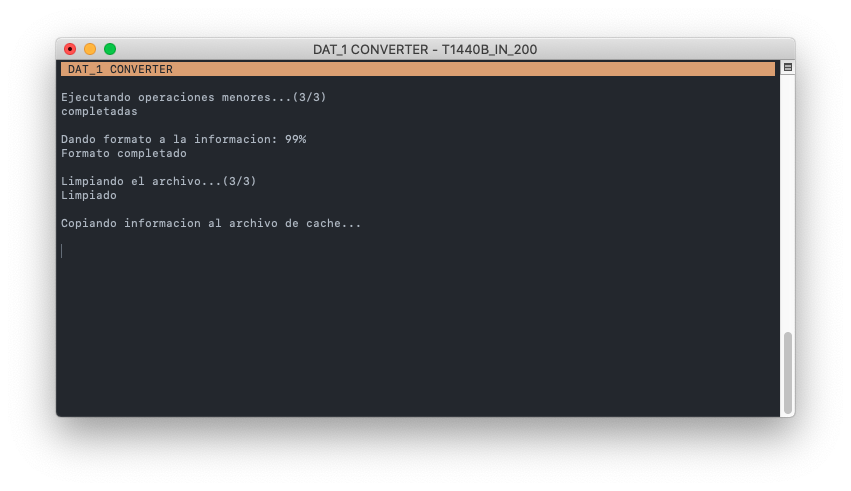 DAT_1 CONVERTER - T1440B_IN_200
DAT_1 CONVERTER
Ejecutando operaciones menores...(3/3)
completadas
Dando formato a la informacion: 99%
Formato completado
Limpiando el archivo...(3/3)
Limpiado
Copiando informacion al archivo de cache...